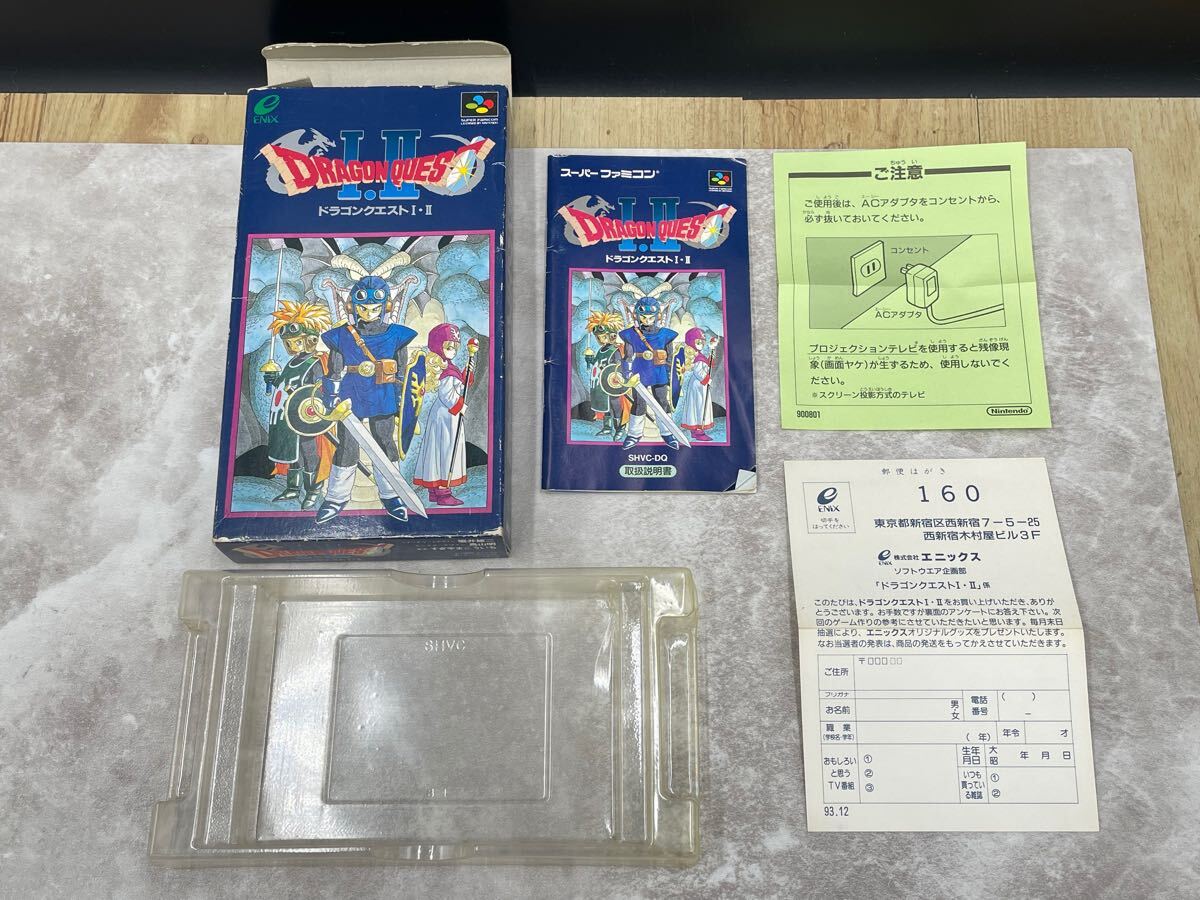 ENIX
SUPER FAMICOM
I・II
DRAGON QUEST
ドラゴンクエストI・II
DRAGON QUEST
スーパーファミコン
I・II
DRAGON QUEST
ドラゴンクエストI・II
SHVC-DQ
取扱説明書
ちゅう い
ご注意
ご使用後は、ACアダプタをコンセントから、
必ず抜いておいてください。
コンセント
ACアダプタ
プロジェクションテレビを使用すると残像現
象(画面ヤケ)が生ずるため、使用しないでく
ださい。
※スクリーン投影方式のテレビ
900801
Nintendo
SHVC
郵便はがき
ENIX
切手を
はってください
160
東京都新宿区西新宿7-5-25
西新宿木村屋ビル3F
ENIX 株式会社 エニックス
ソフトウエア企画部
「ドラゴンクエストI・II」係
このたびは、ドラゴンクエストI・IIをお買い上げいただき、ありが
とうございます。お手数ですが裏面のアンケートにお答え下さい。次
回のゲーム作りの参考にさせていただきたいと思います。毎月末日
抽選により、エニックスオリジナルグッズをプレゼントいたします。
なお当選者の発表は、商品の発送をもってかえさせていただきます。
ご住所
〒□□□ □□
フリガナ
お名前
男・女
電話番号
( )
－
職業
(学校名・学年)
( 年)
年令
才
おもしろい
と思う
TV番組
①
②
③
生年月日
大
昭
年 月 日
いつも
買ってい
る雑誌
①
②
93.12